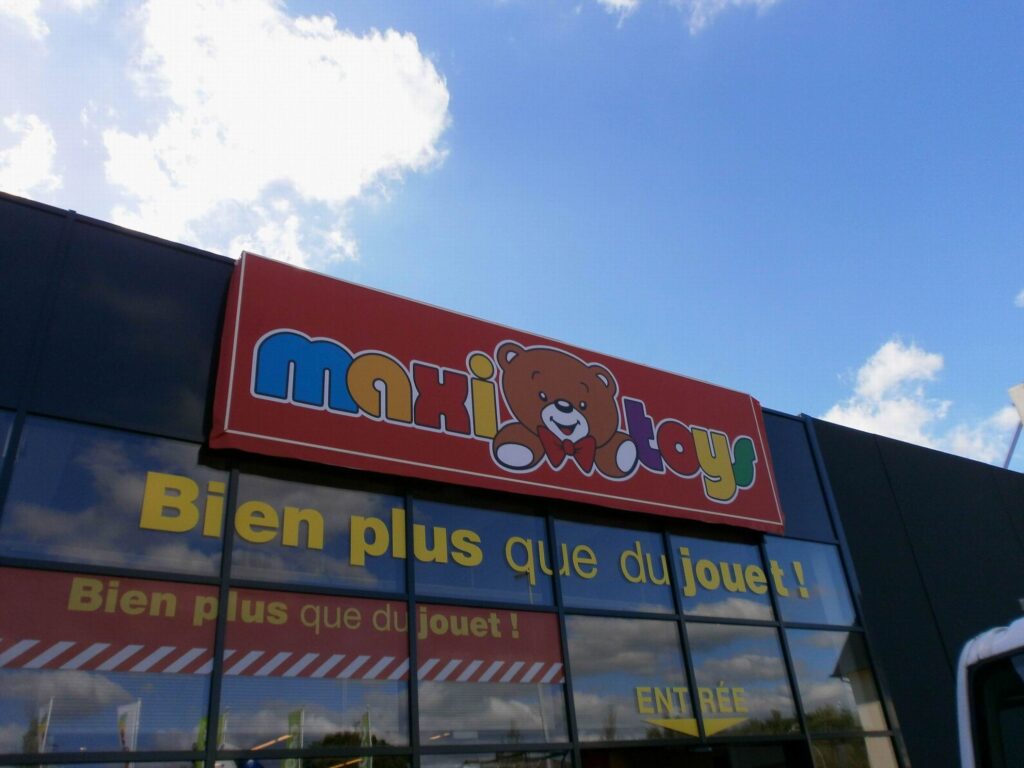 maxi toys
Bien plus que du jouet !
Bien plus que du jouet !
ENTRÉE